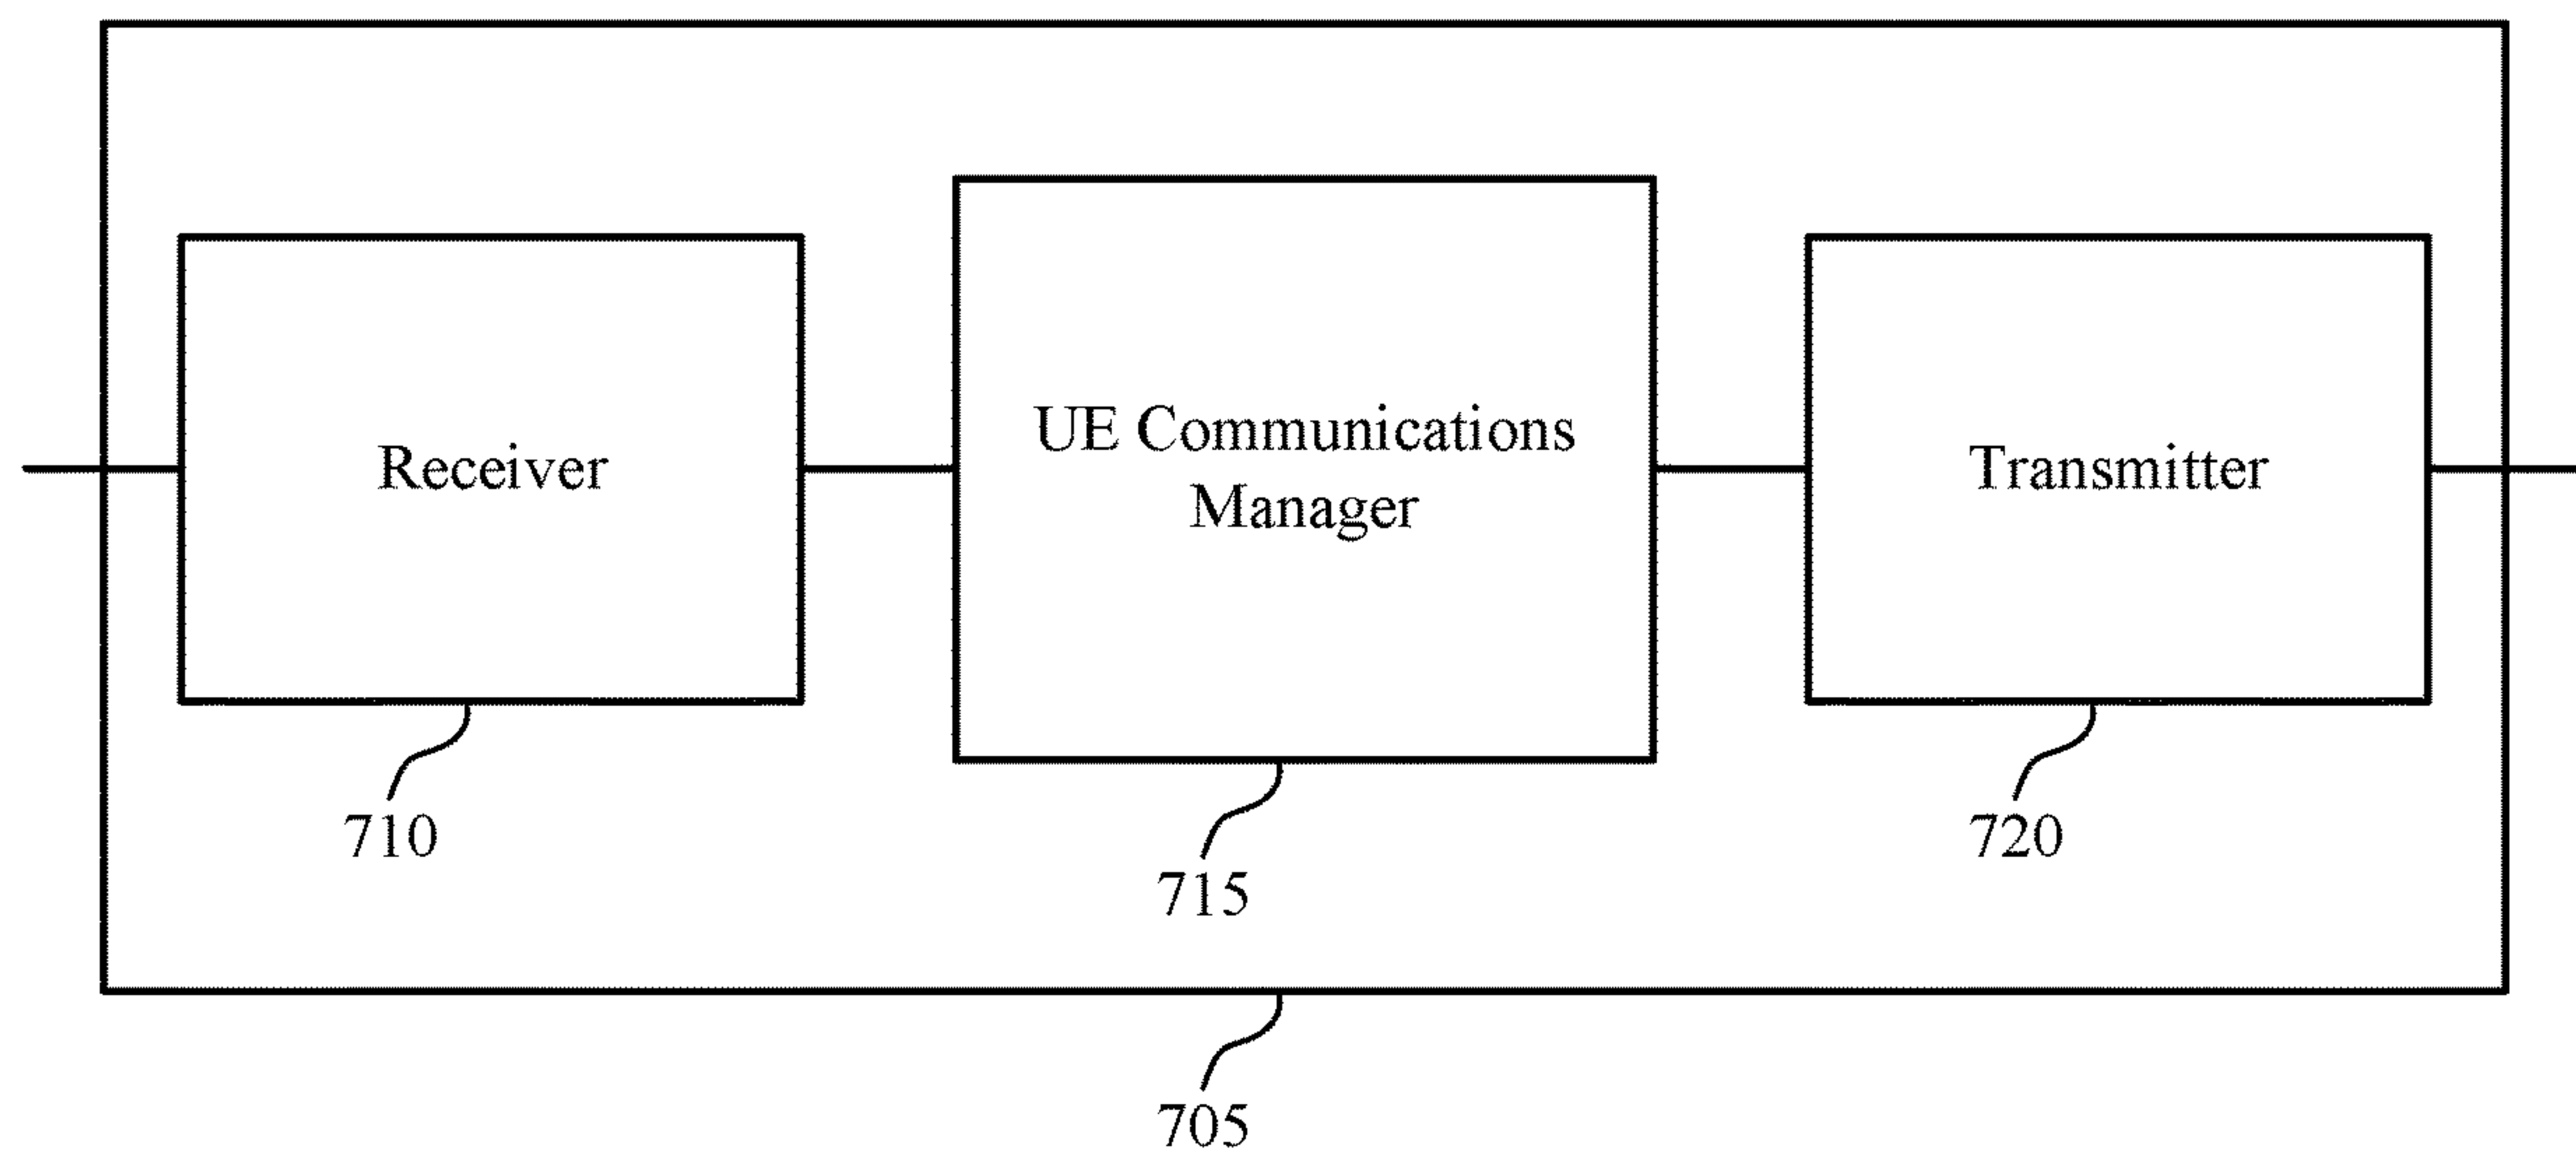 Receiver
UE Communications
Manager
Transmitter
710
715
720
705